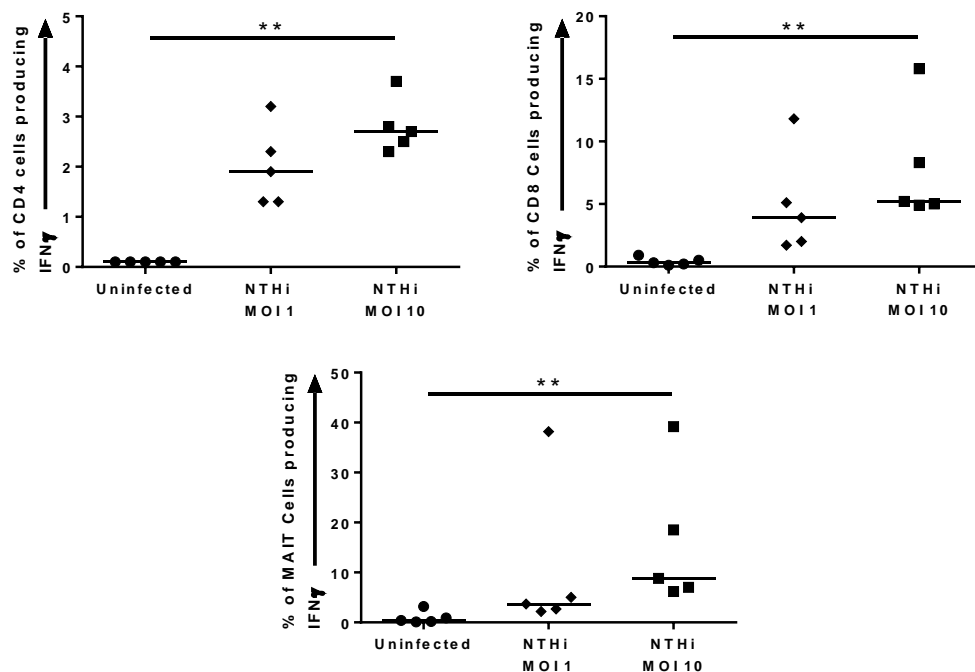 % of CD4 cells producing
IFNγ
5
4
3
2
1
0
**
Uninfected
NTHi
MOI1
NTHi
MOI10
% of CD8 Cells producing
IFNγ
20
15
10
5
0
**
Uninfected
NTHi
MOI1
NTHi
MOI10
% of MAIT Cells producing
IFNγ
50
40
30
20
10
0
**
Uninfected
NTHi
MOI1
NTHi
MOI10